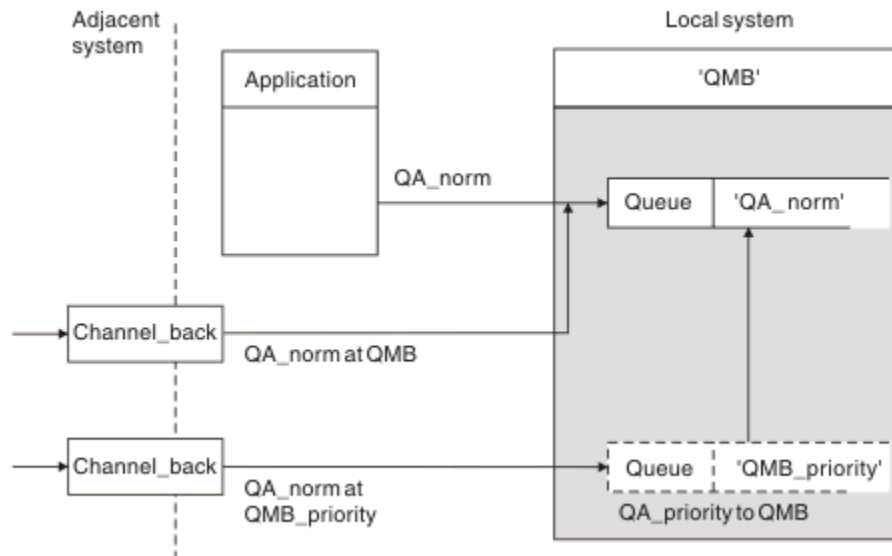 Adjacent
system
Local system
Application
'QMB'
QA_norm
Queue
'QA_norm'
Channel_back
QA_norm at QMB
Channel_back
QA_norm at
QMB_priority
Queue
'QMB_priority'
QA_priority to QMB